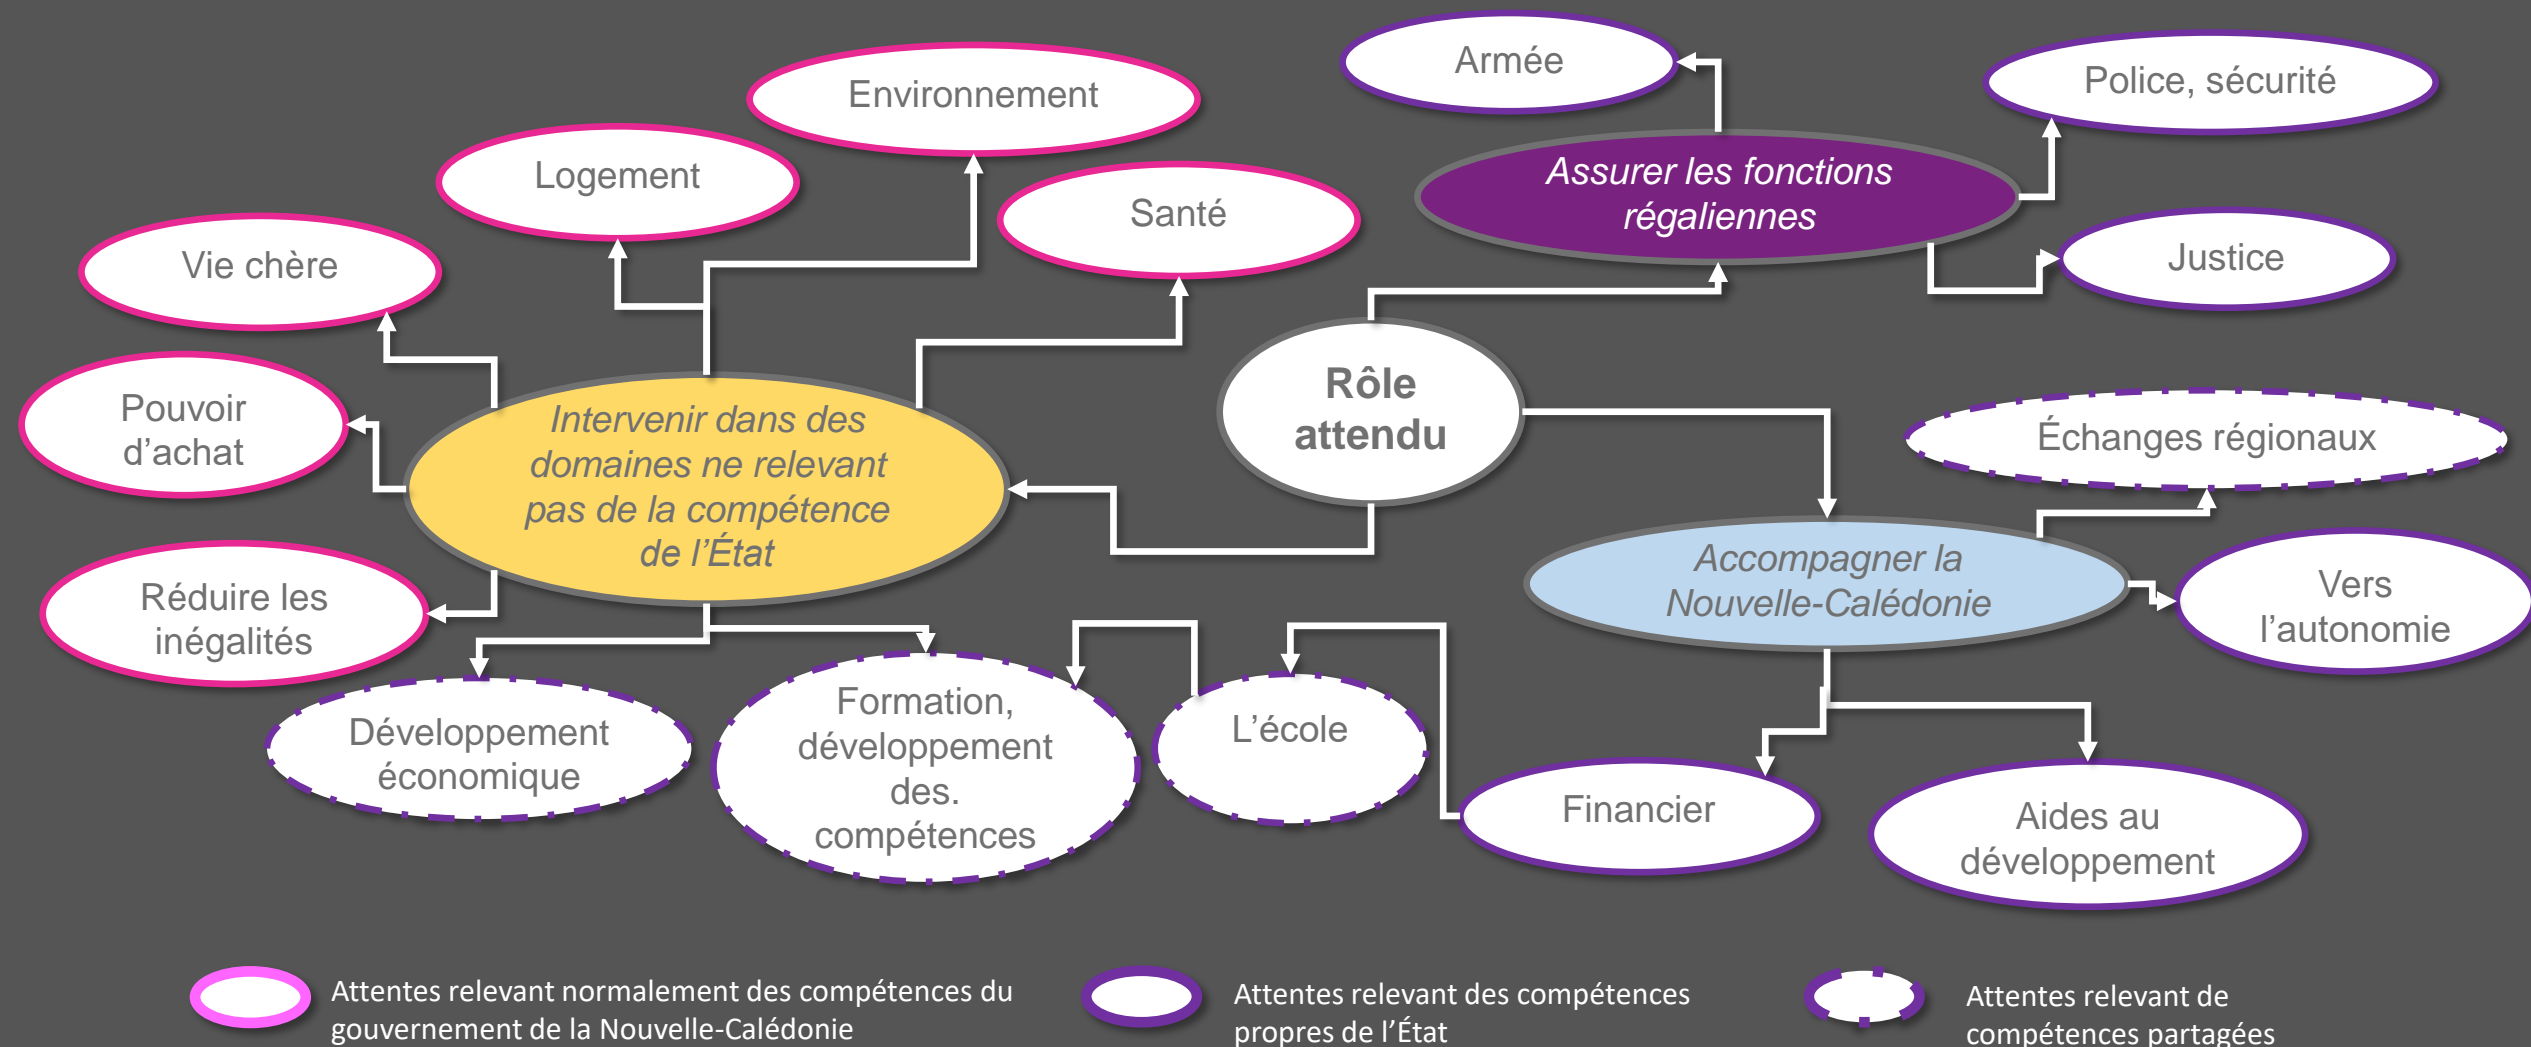 Armée
Police, sécurité
Environnement
Logement
Assurer les fonctions
régaliennes
Santé
Vie chère
Justice
Rôle
attendu
Pouvoir
d’achat
Intervenir dans des
domaines ne relevant
pas de la compétence
de l’État
Échanges régionaux
Accompagner la
Nouvelle-Calédonie
Vers
l’autonomie
Réduire les
inégalités
Développement
économique
Formation,
développement
des.
compétences
L’école
Financier
Aides au
développement
Attentes relevant normalement des compétences du
gouvernement de la Nouvelle-Calédonie
Attentes relevant des compétences
propres de l’État
Attentes relevant de
compétences partagées